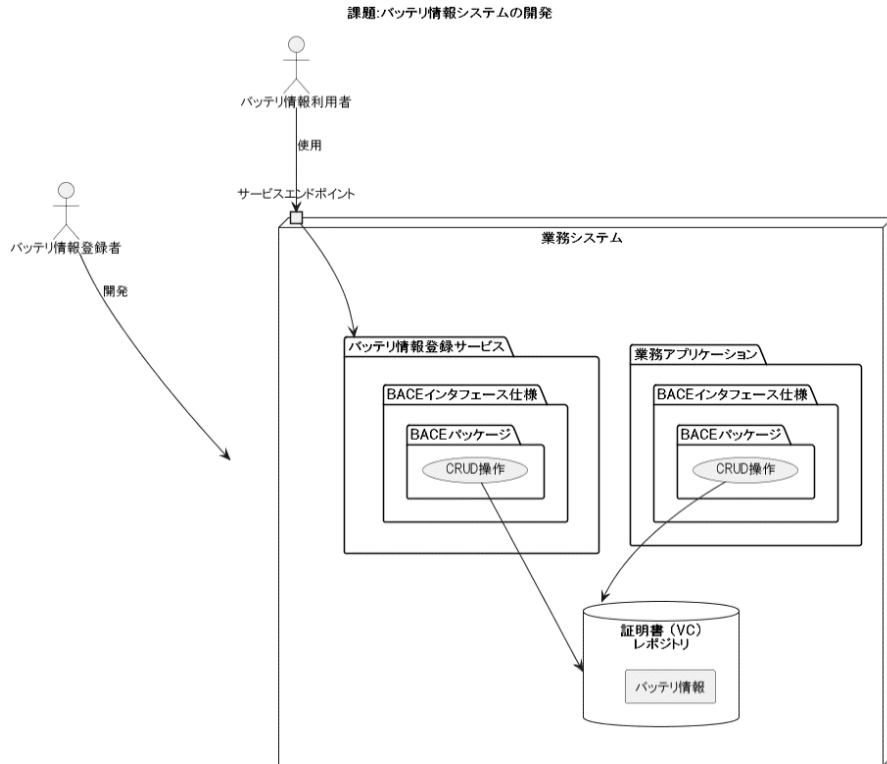 課題:バッテリ情報システムの開発
バッテリ情報利用者
使用
サービスエンドポイント
バッテリ情報登録者
開発
業務システム
バッテリ情報登録サービス
BACEインタフェース仕様
BACEパッケージ
CRUD操作
業務アプリケーション
BACEインタフェース仕様
BACEパッケージ
CRUD操作
証明書（VC）
レポジトリ
バッテリ情報